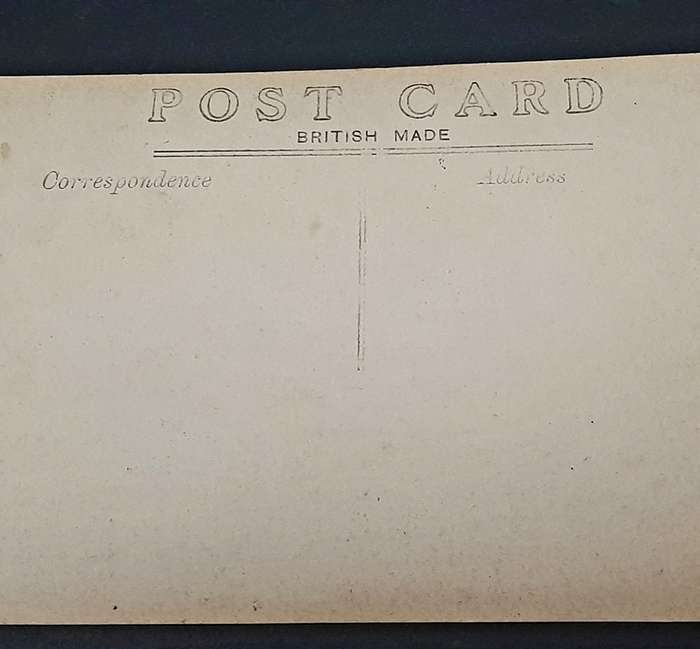 POST CARD
BRITISH MADE
Correspondence
Address